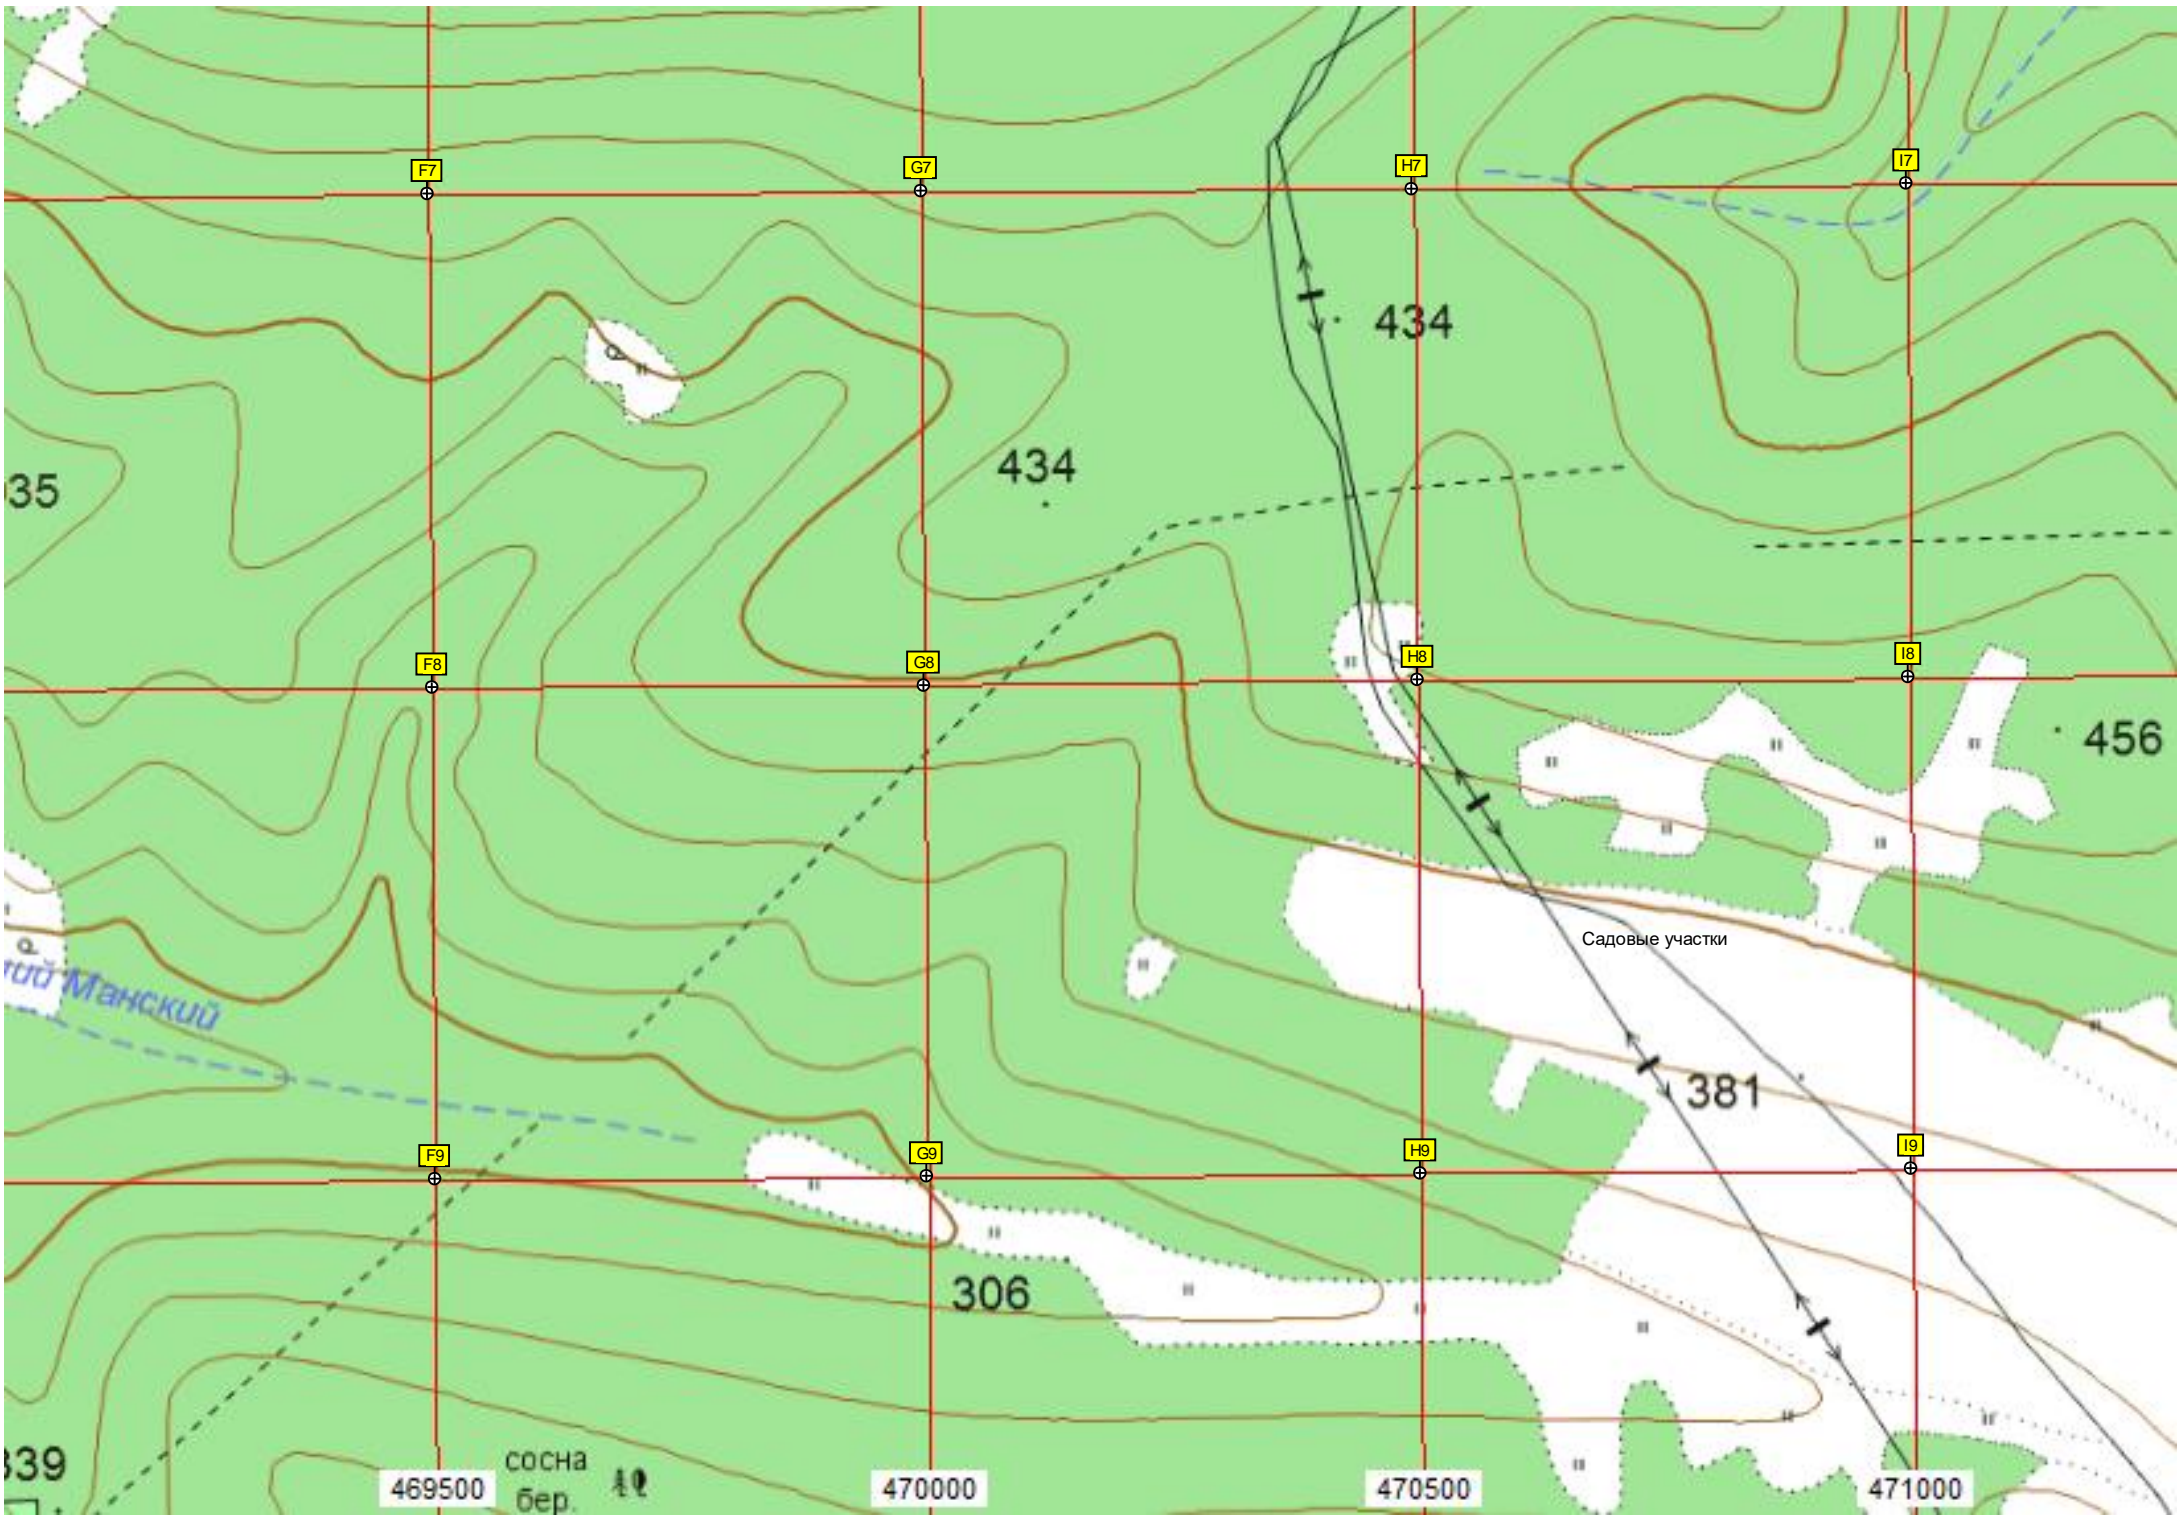 F7
G7
H7
I7
434
434
35
F8
G8
H8
I8
456
Садовые участки
Манский
381
F9
G9
H9
I9
306
339
сосна
бер.
469500
470000
470500
471000